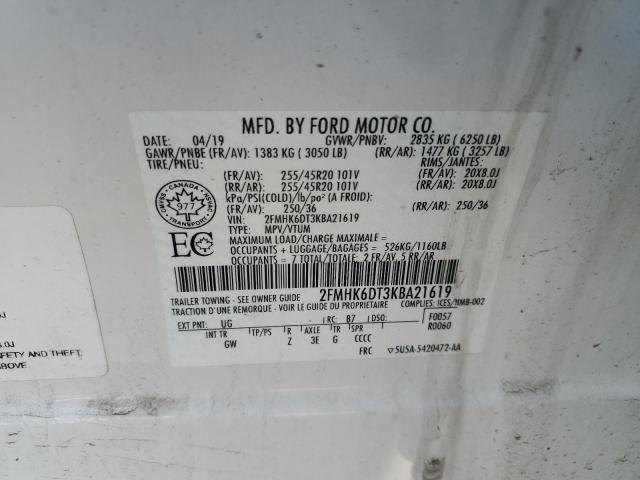 MFD. BY FORD MOTOR CO.
DATE: 04/19 GVWR/PNBV: 2835 KG ( 6250 LB)
GAWR/PNBE (FR/AV): 1383 KG ( 3050 LB) (RR/AR): 1477 KG ( 3257 LB)
TIRE/PNEU: RIMS/JANTES:
(FR/AV): 255/45R20 101V (FR/AV): 20X8.0J
(RR/AR): 255/45R20 101V (RR/AR): 20X8.0J
kPa/PSI(COLD)/lb/po² (A FROID):
(FR/AV): 250/36 (RR/AR): 250/36
VIN: 2FMHK6DT3KBA21619
TYPE: MPV/VTUM
MAXIMUM LOAD/CHARGE MAXIMALE =
OCCUPANTS + LUGGAGE/BAGAGES = 526KG/1160LB
OCCUPANTS = 7 TOTAL/TOTAL: 2 FR/AV, 5 RR/AR
CANADA
977
TRANSPORT
EC
2FMHK6DT3KBA21619
TRAILER TOWING - SEE OWNER GUIDE
TRACTION D'UNE REMORQUE - VOIR LE GUIDE DU PROPRIETAIRE COMPLIES: ICES/NMB-002
EXT PNT: UG RC: B7 DSO: F0057
INT TR TP/PS R AXLE TR SPR R0060
GW Z 3E G CCCC
FRC ▽5USA-5420472-AA
.0J
.0J
FETY AND THEFT
ABOVE.